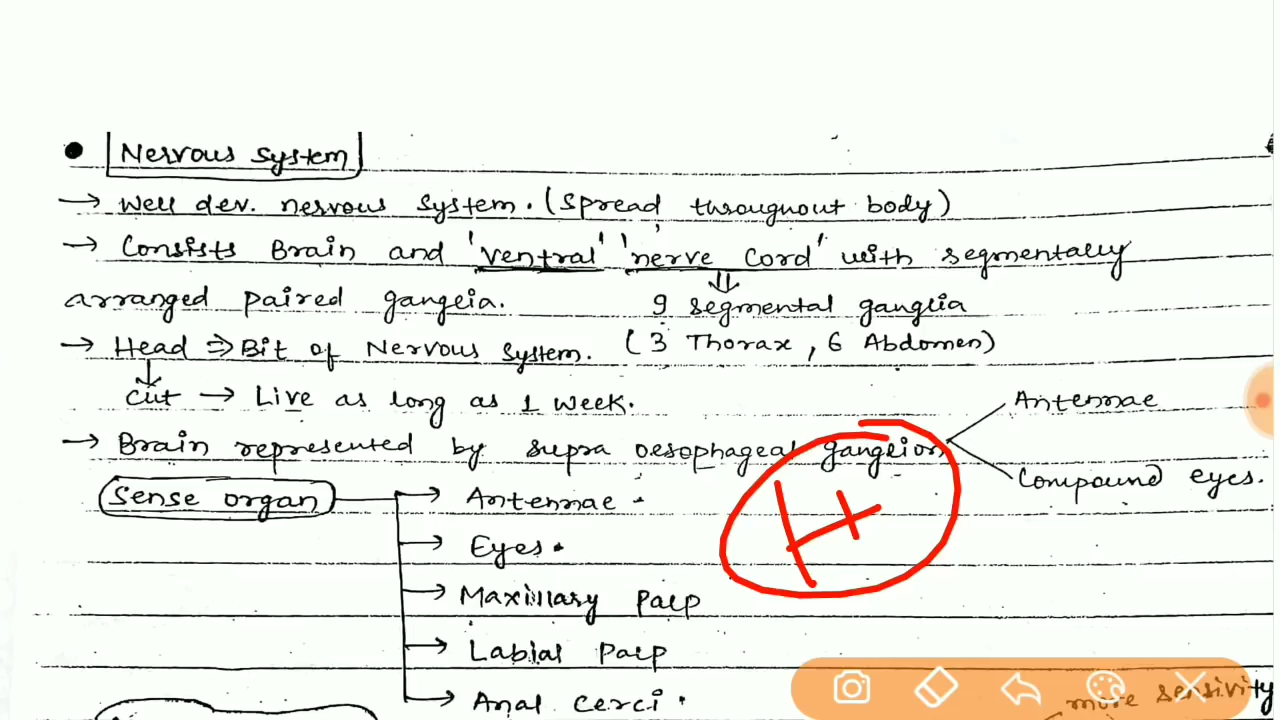 • Nervous system
→ Well dev. nervous system. (Spread throughout body)
→ Consists Brain and 'ventral' 'nerve cord' with segmentally
arranged paired ganglia. 9 segmental ganglia
→ Head ⇒ Bit of Nervous system. (3 Thorax, 6 Abdomen)
cut → Live as long as 1 week.
→ Brain represented by supra oesophageal ganglion
Antennae
Compound eyes.
Sense organ → Antennae
→ Eyes
→ Maxillary Palp
→ Labial Palp
→ Anal cerci
more sensivity